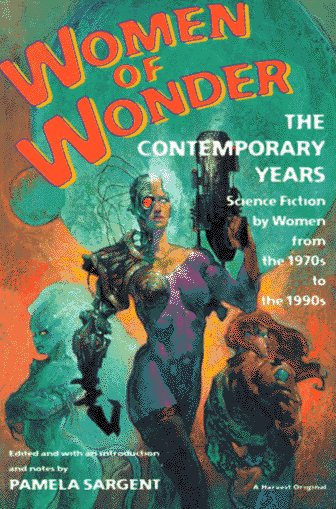 WOMEN
OF
WONDER
THE
CONTEMPORARY
YEARS
Science Fiction
by Women
from
the 1970s
to
the 1990s
Edited and with an introduction
and notes by
PAMELA SARGENT
A Harvest Original